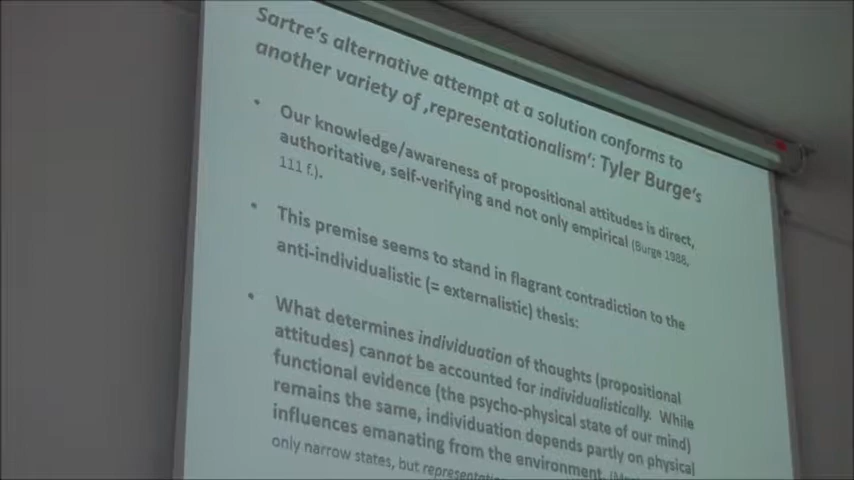 Sartre's alternative attempt at a solution conforms to
another variety of ‚representationalism': Tyler Burge's
• Our knowledge/awareness of propositional attitudes is direct,
authoritative, self-verifying and not only empirical (Burge 1988,
111 f.).
• This premise seems to stand in flagrant contradiction to the
anti-individualistic (= externalistic) thesis:
• What determines individuation of thoughts (propositional
attitudes) cannot be accounted for individualistically. While
functional evidence (the psycho-physical state of our mind)
remains the same, individuation depends partly on physical
influences emanating from the environment.
only narrow states, but